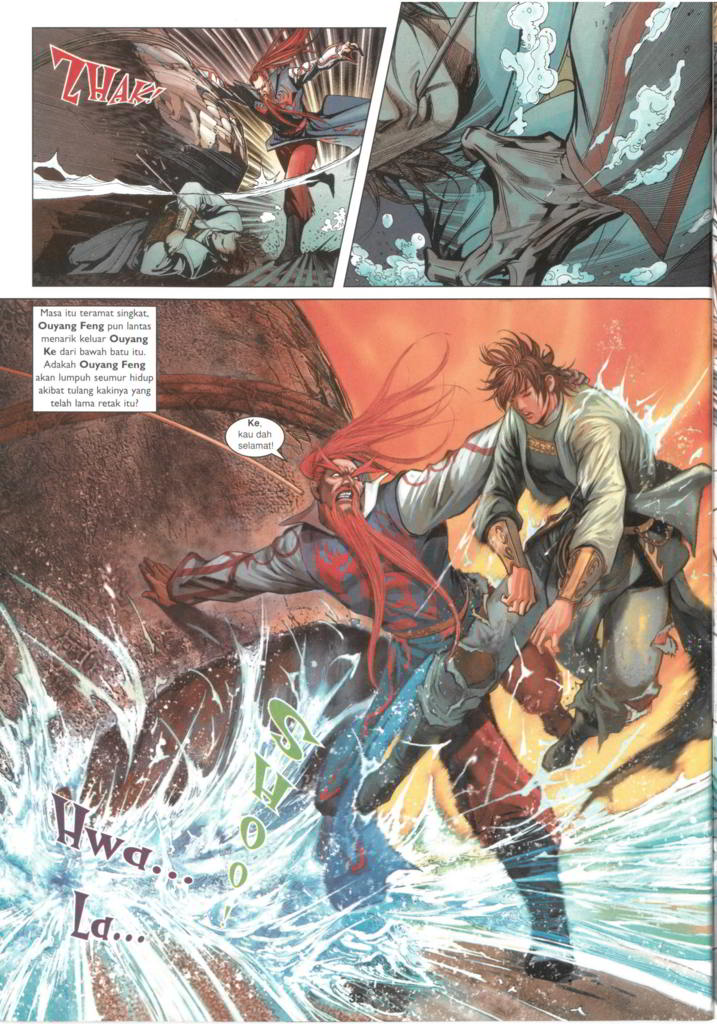 ZHAK!
Masa itu teramat singkat,
Ouyang Feng pun lantas
menarik keluar Ouyang
Ke dari bawah batu itu.
Adakah Ouyang Feng
akan lumpuh seumur hidup
akibat tulang kakinya yang
telah lama retak itu?
Ke,
kau dah
selamat!
SHOO!
Hwa...
La...